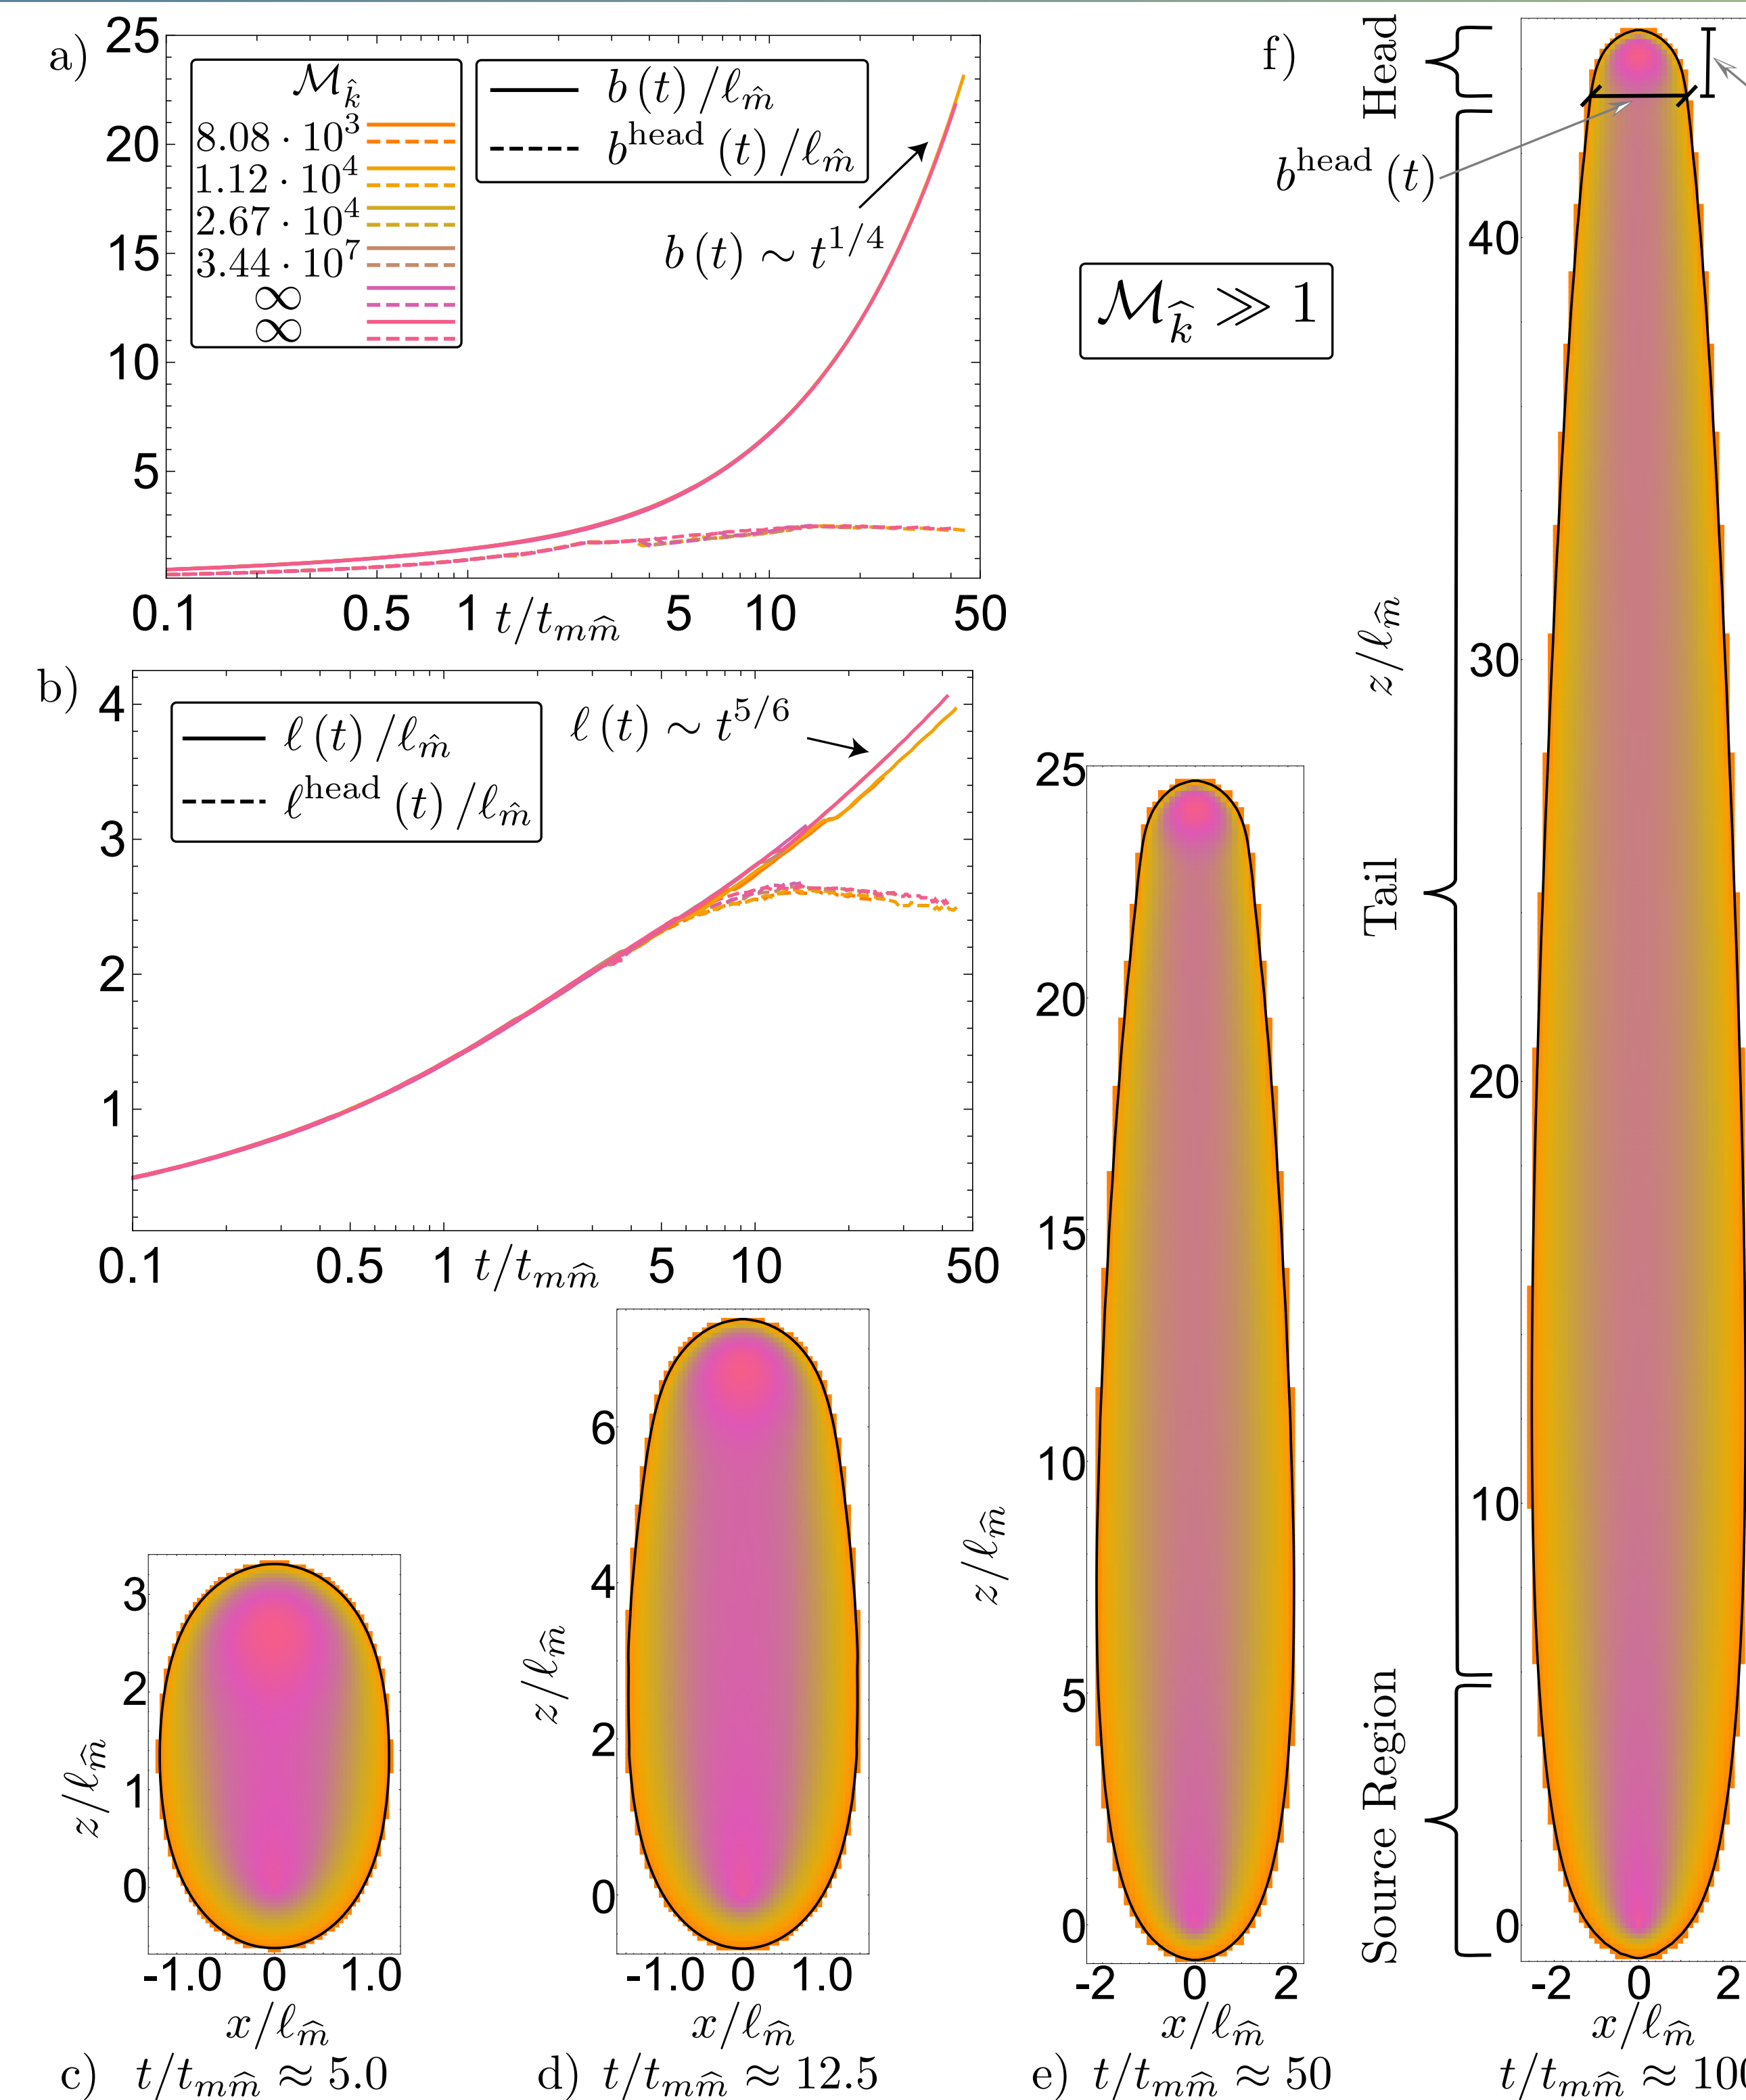 a)
25
20
15
10
5
0.1
0.5
1
t/t_{m\hat{m}}
5
10
50
\mathcal{M}_{\hat{k}}
8.08 · 10^3
1.12 · 10^4
2.67 · 10^4
3.44 · 10^7
∞
∞
b (t) /ℓ_{\hat{m}}
b^{head} (t) /ℓ_{\hat{m}}
b (t) ∼ t^{1/4}
b)
4
3
2
1
0.1
0.5
1
t/t_{m\hat{m}}
5
10
50
ℓ (t) /ℓ_{\hat{m}}
ℓ^{head} (t) /ℓ_{\hat{m}}
ℓ (t) ∼ t^{5/6}
\mathcal{M}_{\hat{k}} ≫ 1
z/ℓ_{\hat{m}}
3
2
1
0
-1.0
0
1.0
x/ℓ_{\hat{m}}
c) t/t_{m\hat{m}} ≈ 5.0
z/ℓ_{\hat{m}}
6
4
2
0
-1.0
0
1.0
x/ℓ_{\hat{m}}
d) t/t_{m\hat{m}} ≈ 12.5
z/ℓ_{\hat{m}}
25
20
15
10
5
0
-2
0
2
x/ℓ_{\hat{m}}
e) t/t_{m\hat{m}} ≈ 50
f)
Head
b^{head} (t)
Tail
Source Region
z/ℓ_{\hat{m}}
40
30
20
10
0
-2
0
2
x/ℓ_{\hat{m}}
t/t_{m\hat{m}} ≈ 100